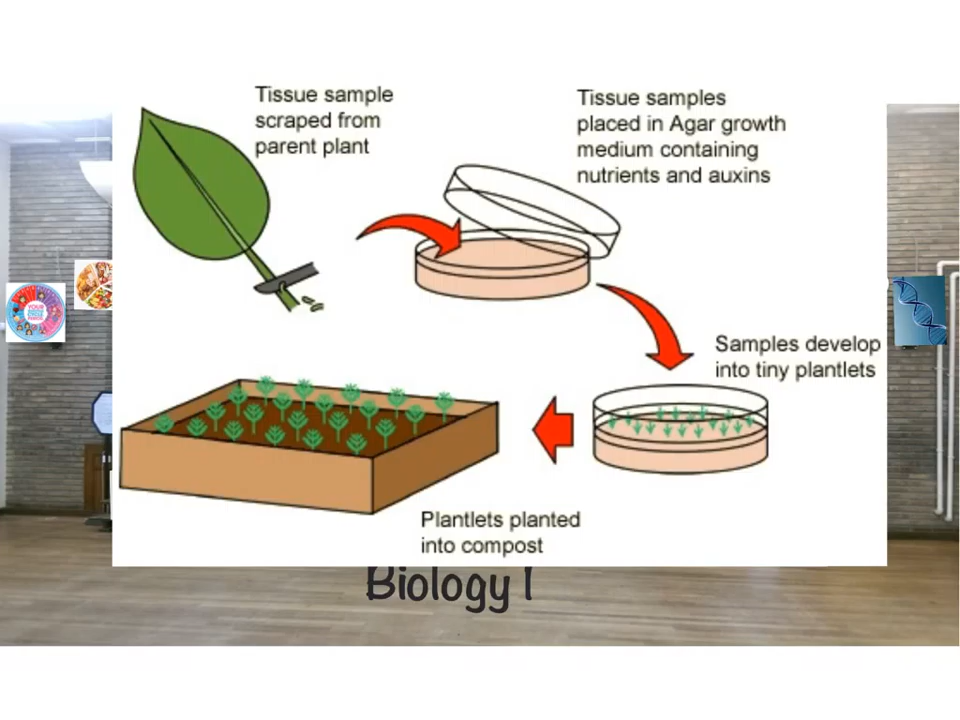 Tissue sample
scraped from
parent plant
Tissue samples
placed in Agar growth
medium containing
nutrients and auxins
Samples develop
into tiny plantlets
Plantlets planted
into compost
Biology 1